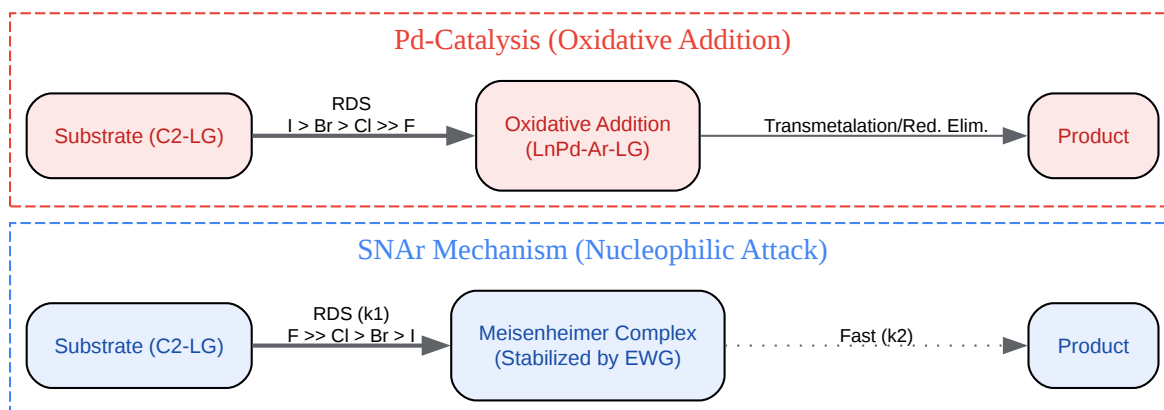 Pd-Catalysis (Oxidative Addition)
Substrate (C2-LG)
RDS
I > Br > Cl >> F
Oxidative Addition
(LnPd-Ar-LG)
Transmetalation/Red. Elim.
Product
SNAr Mechanism (Nucleophilic Attack)
Substrate (C2-LG)
RDS (k1)
F >> Cl > Br > I
Meisenheimer Complex
(Stabilized by EWG)
Fast (k2)
Product